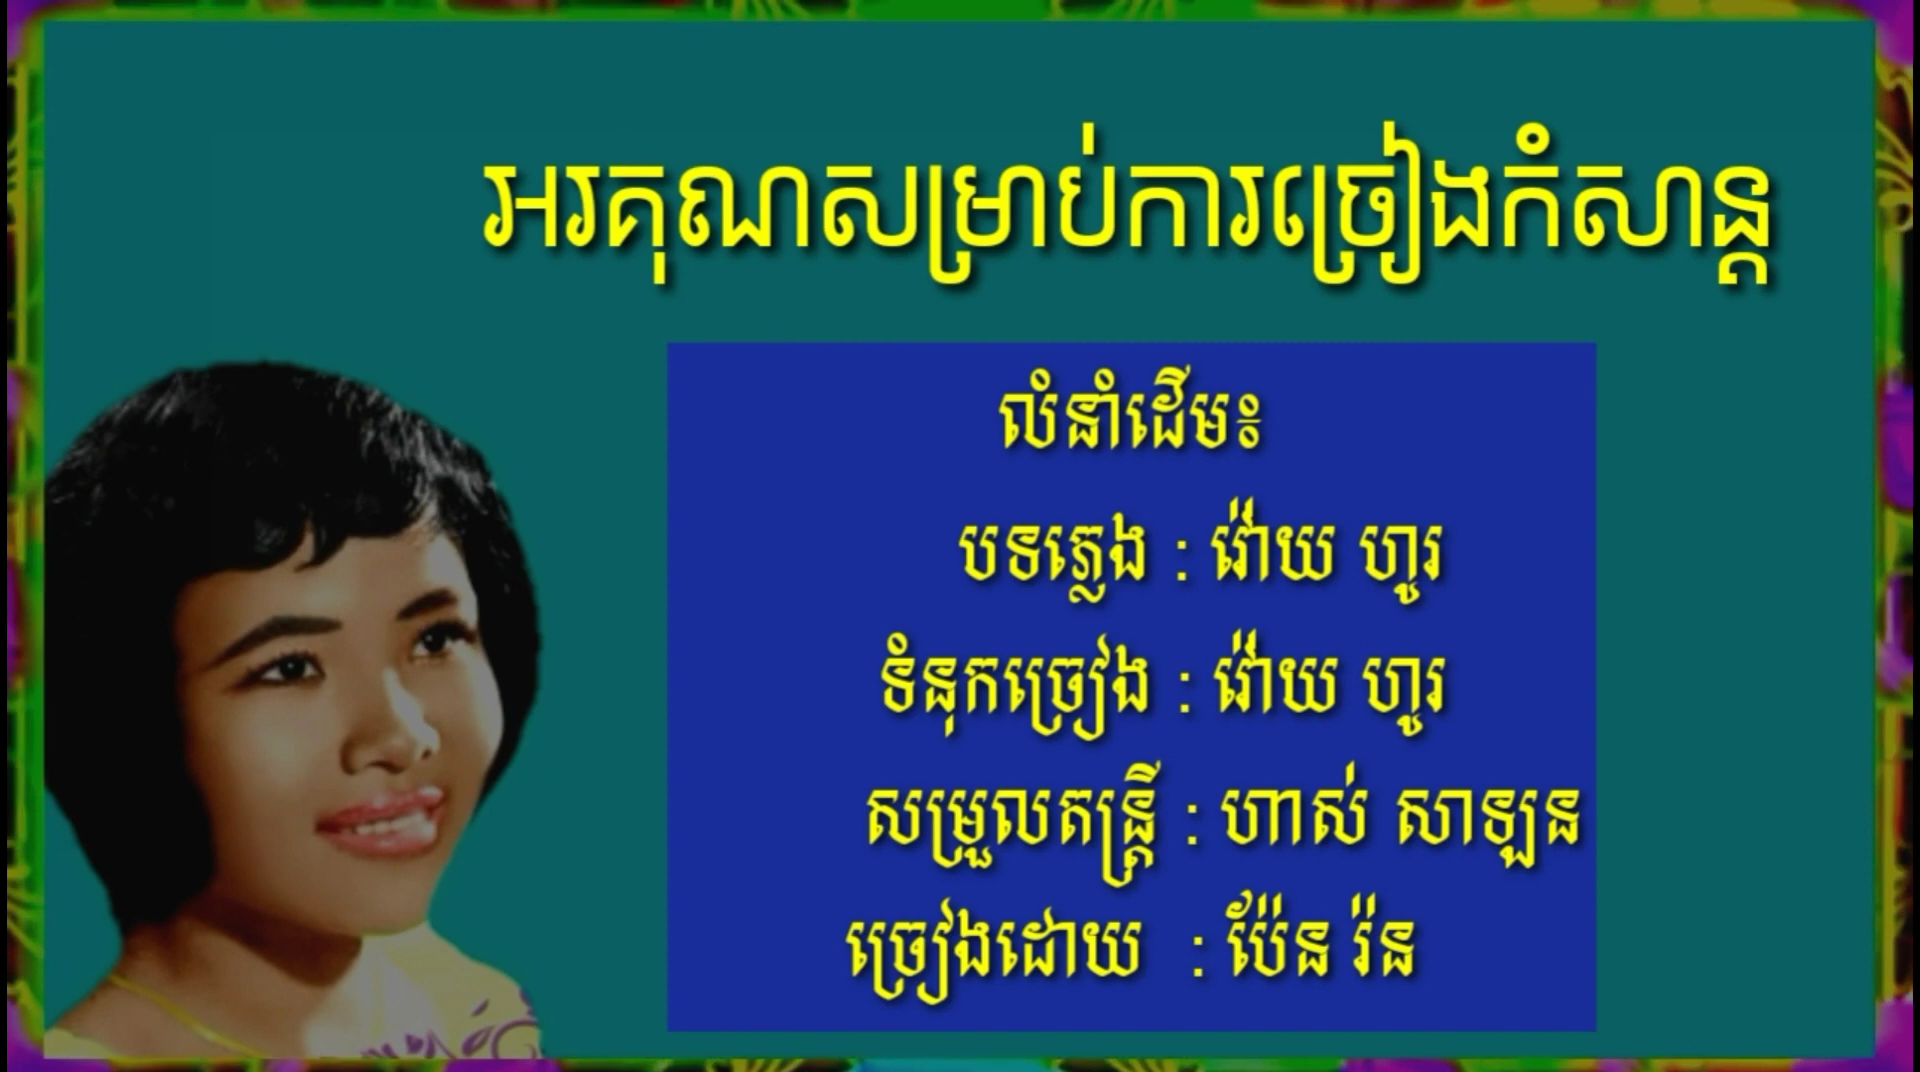 អរគុណសម្រាប់ការច្រៀងកំសាន្ត
លំនាំដើម៖
បទភ្លេង : វ៉ោយ ហូរ
ទំនុកច្រៀង : វ៉ោយ ហូរ
សម្រួលតន្ត្រី : ហាស់ សាឡន
ច្រៀងដោយ : ប៉ែន រ៉ន